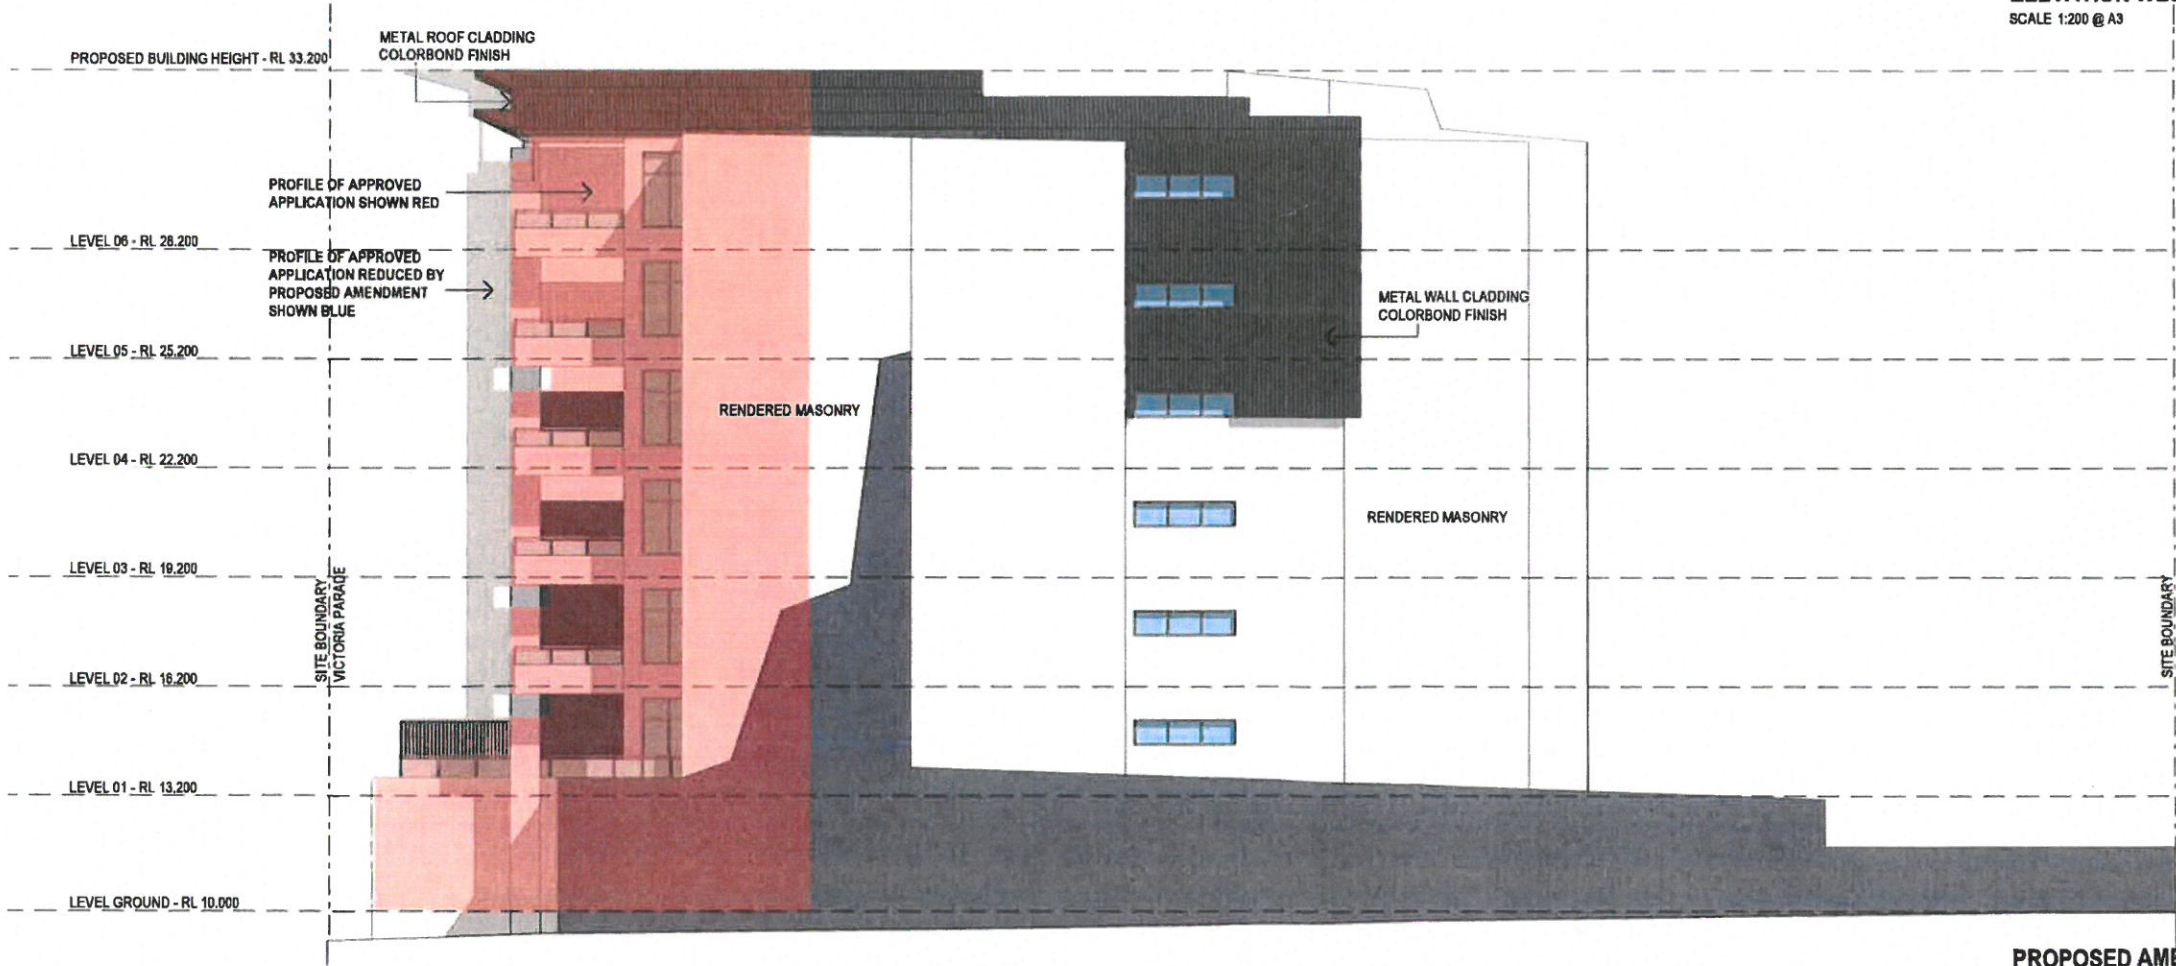 SCALE 1:200 @ A3
METAL ROOF CLADDING
COLORBOND FINISH
PROPOSED BUILDING HEIGHT - RL 33.200
PROFILE OF APPROVED
APPLICATION SHOWN RED
LEVEL 06 - RL 28.200
PROFILE OF APPROVED
APPLICATION REDUCED BY
PROPOSED AMENDMENT
SHOWN BLUE
METAL WALL CLADDING
COLORBOND FINISH
LEVEL 05 - RL 25.200
RENDERED MASONRY
LEVEL 04 - RL 22.200
RENDERED MASONRY
LEVEL 03 - RL 19.200
SITE BOUNDARY
VICTORIA PARADE
SITE BOUNDARY
LEVEL 02 - RL 16.200
LEVEL 01 - RL 13.200
LEVEL GROUND - RL 10.000
PROPOSED